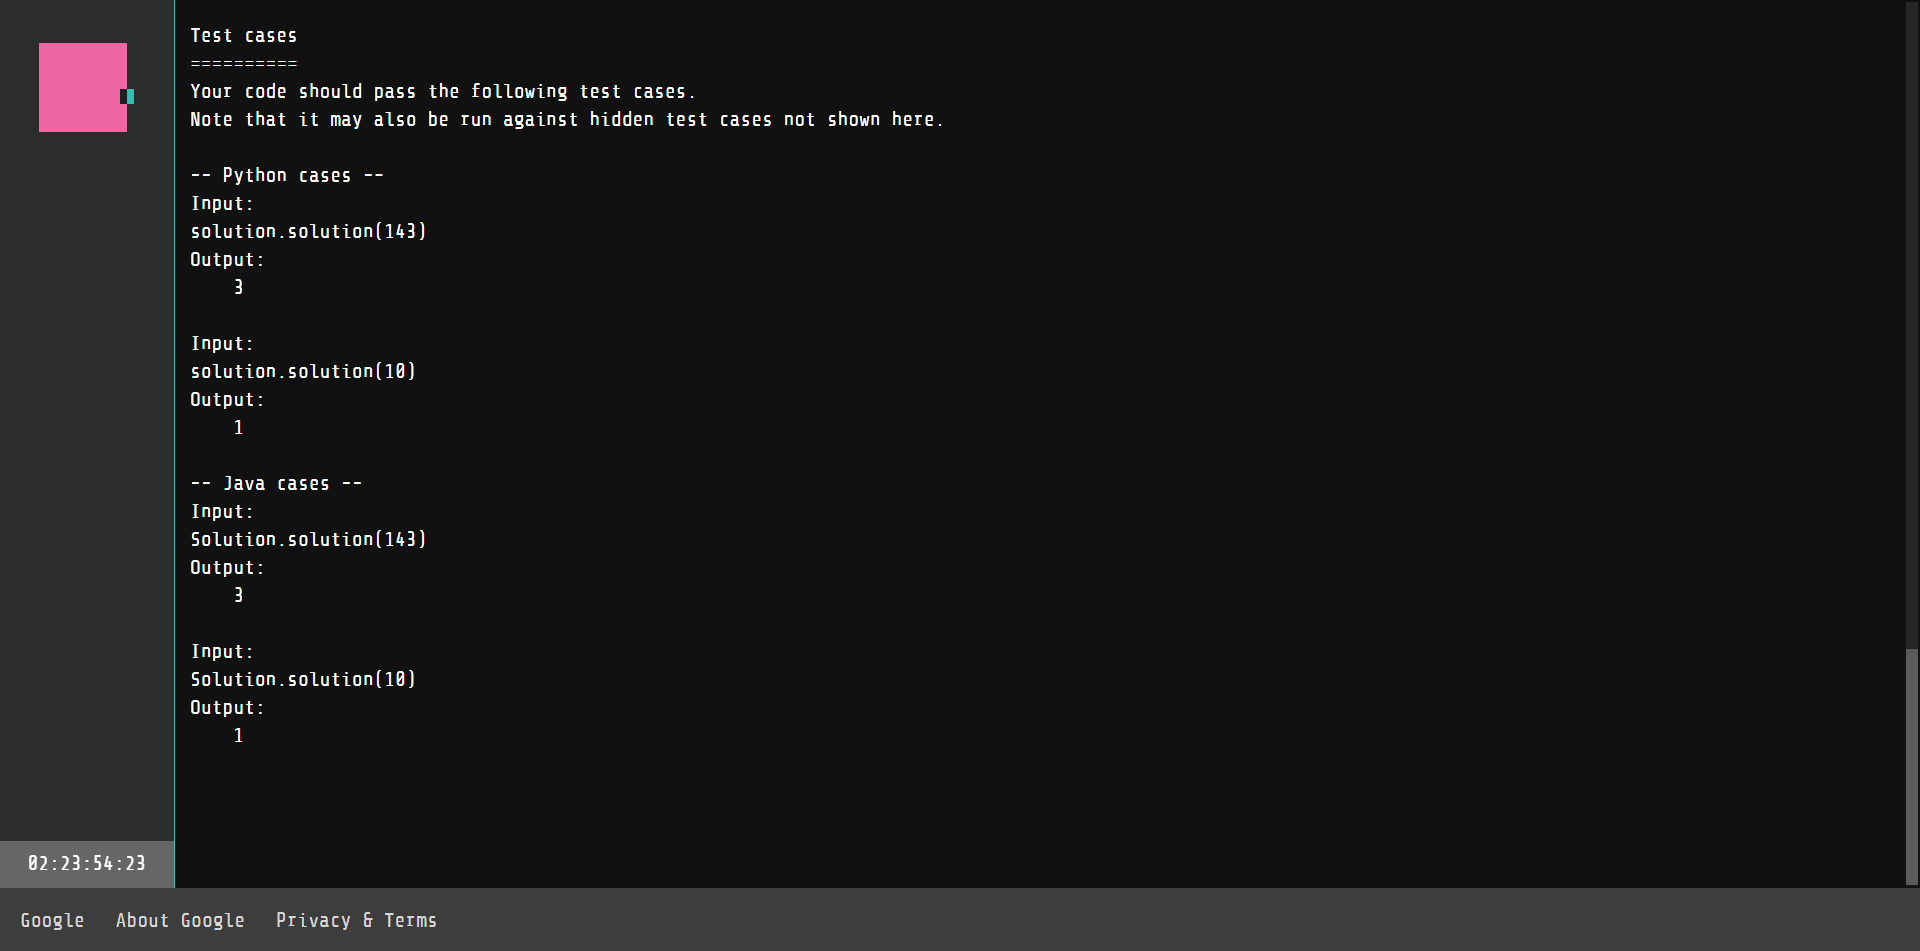 Test cases
==========
Your code should pass the following test cases.
Note that it may also be run against hidden test cases not shown here.
-- Python cases --
Input:
solution.solution(143)
Output:
3
Input:
solution.solution(10)
Output:
1
-- Java cases --
Input:
Solution.solution(143)
Output:
3
Input:
Solution.solution(10)
Output:
1
02:23:54:23
Google About Google Privacy & Terms